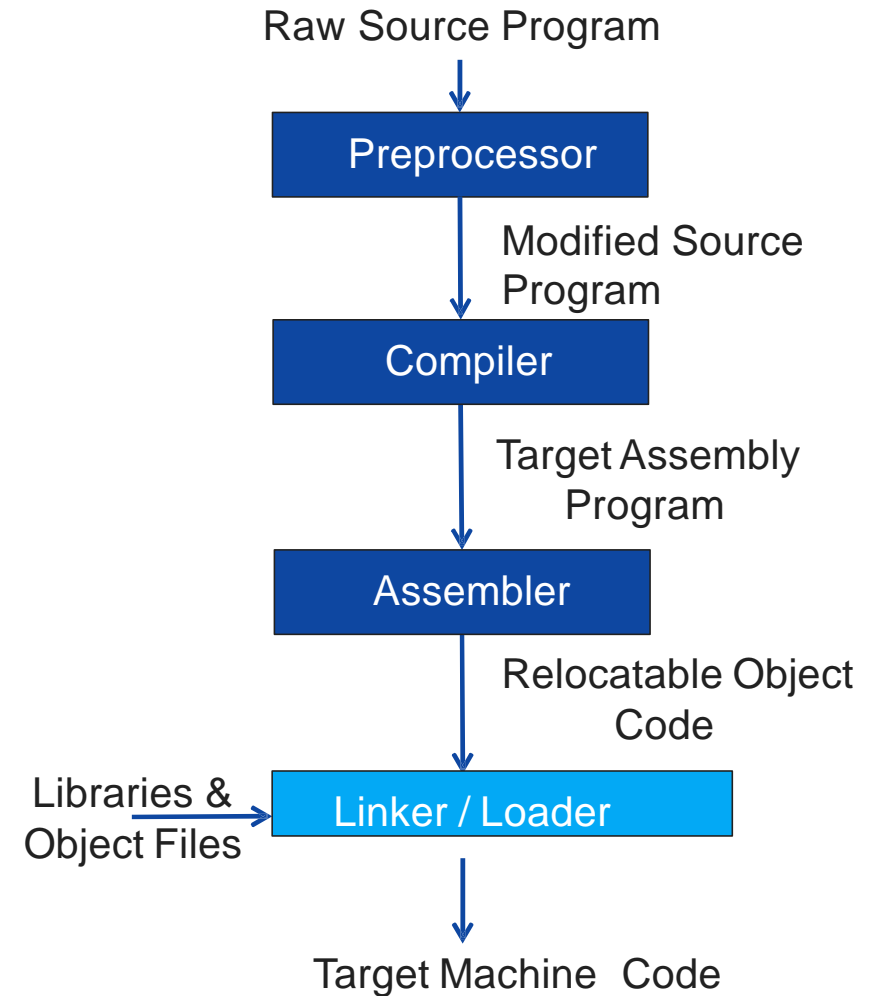 Raw Source Program
Preprocessor
Modified Source
Program
Compiler
Target Assembly
Program
Assembler
Relocatable Object
Code
Libraries &
Object Files
Linker / Loader
Target Machine Code